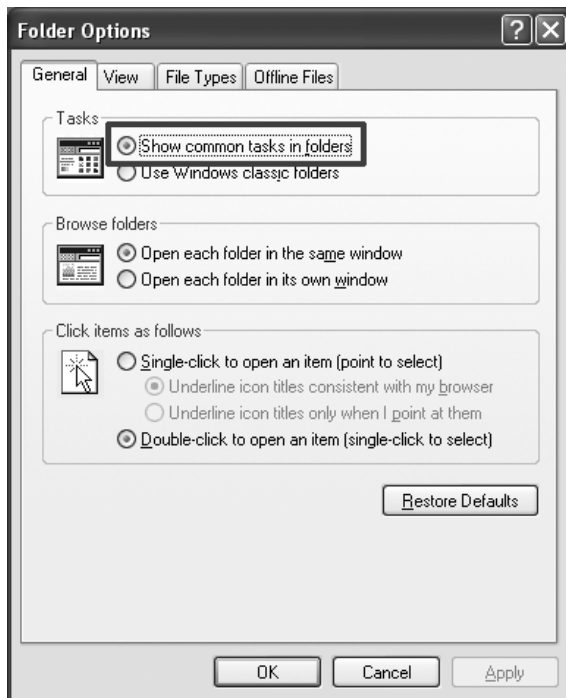 Folder Options
General View File Types Offline Files
Tasks
Show common tasks in folders
Use Windows classic folders
Browse folders
Open each folder in the same window
Open each folder in its own window
Click items as follows
Single-click to open an item (point to select)
Underline icon titles consistent with my browser
Underline icon titles only when I point at them
Double-click to open an item (single-click to select)
Restore Defaults
OK Cancel Apply